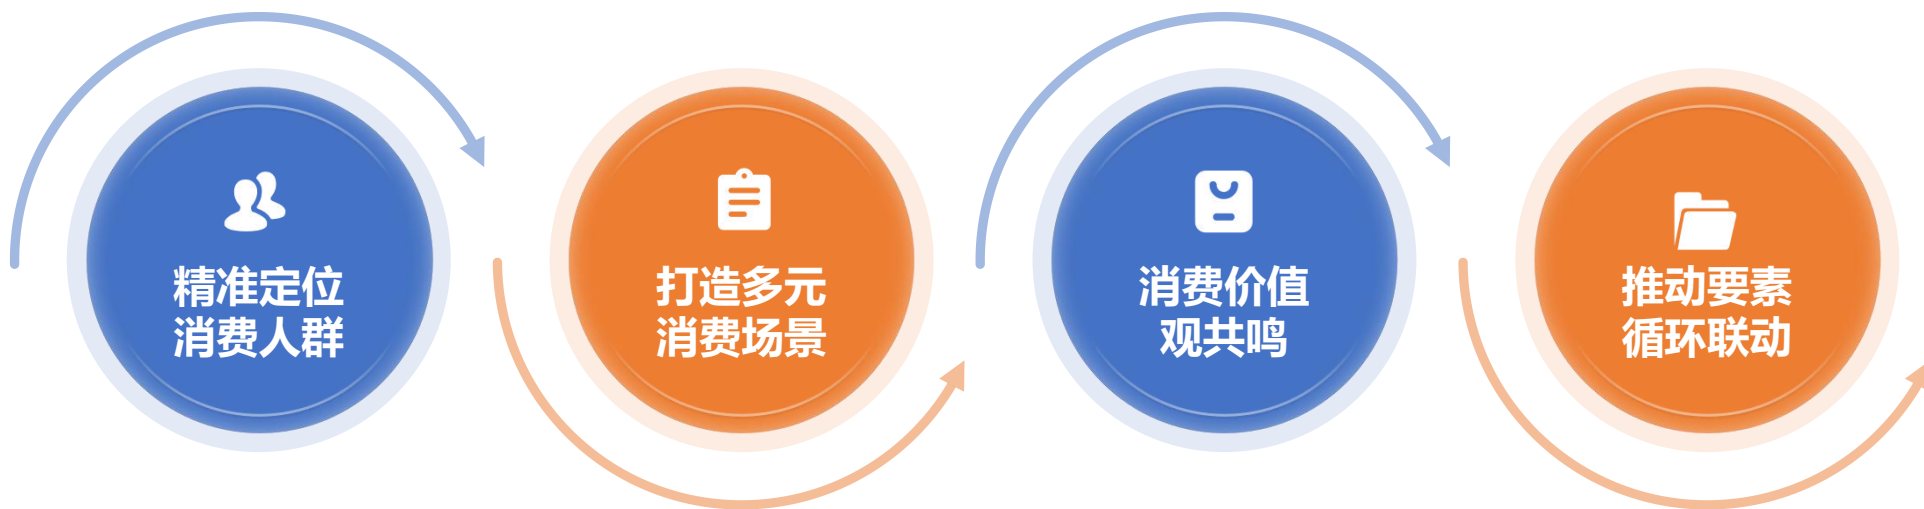 精准定位
消费人群
打造多元
消费场景
消费价值
观共鸣
推动要素
循环联动